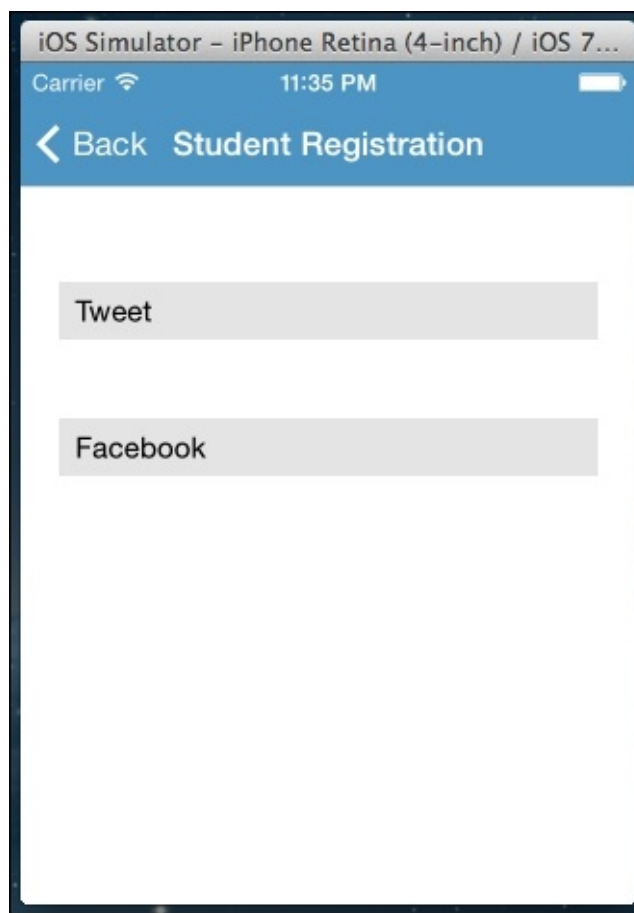 iOS Simulator – iPhone Retina (4-inch) / iOS 7...
Carrier 11:35 PM
Back Student Registration
Tweet
Facebook